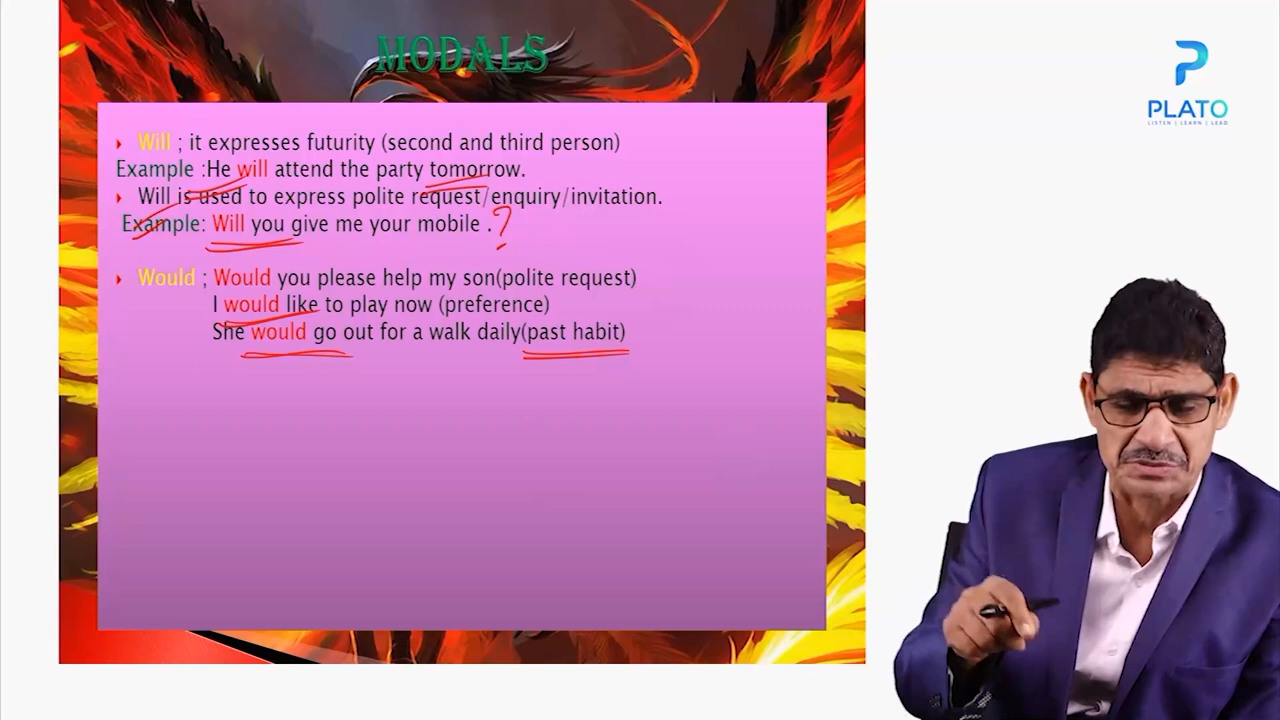 MODALS
Will ; it expresses futurity (second and third person)
Example :He will attend the party tomorrow.
Will is used to express polite request/enquiry/invitation.
Example: Will you give me your mobile . ?
Would ; Would you please help my son(polite request)
I would like to play now (preference)
She would go out for a walk daily(past habit)
PLATO
LISTEN | LEARN | LEAD